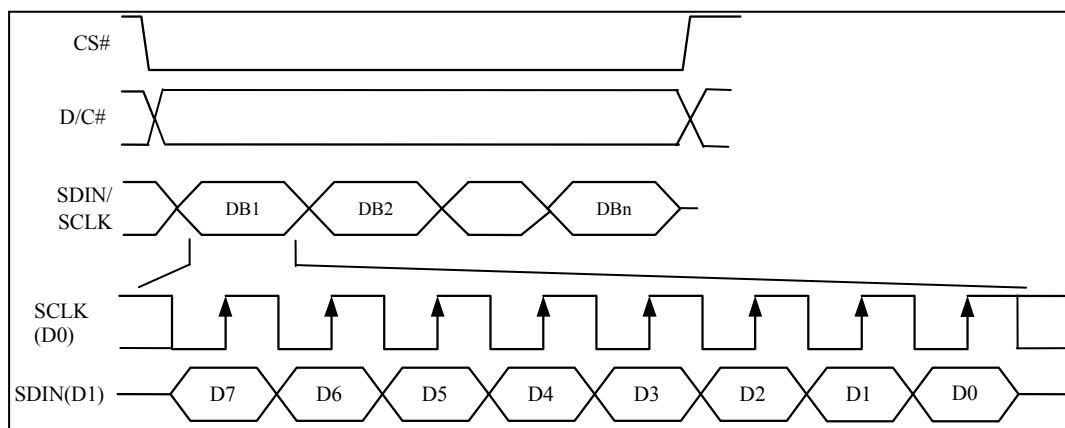 CS#
D/C#
SDIN/
SCLK
DB1 DB2 DBn
SCLK
(D0)
SDIN(D1) D7 D6 D5 D4 D3 D2 D1 D0